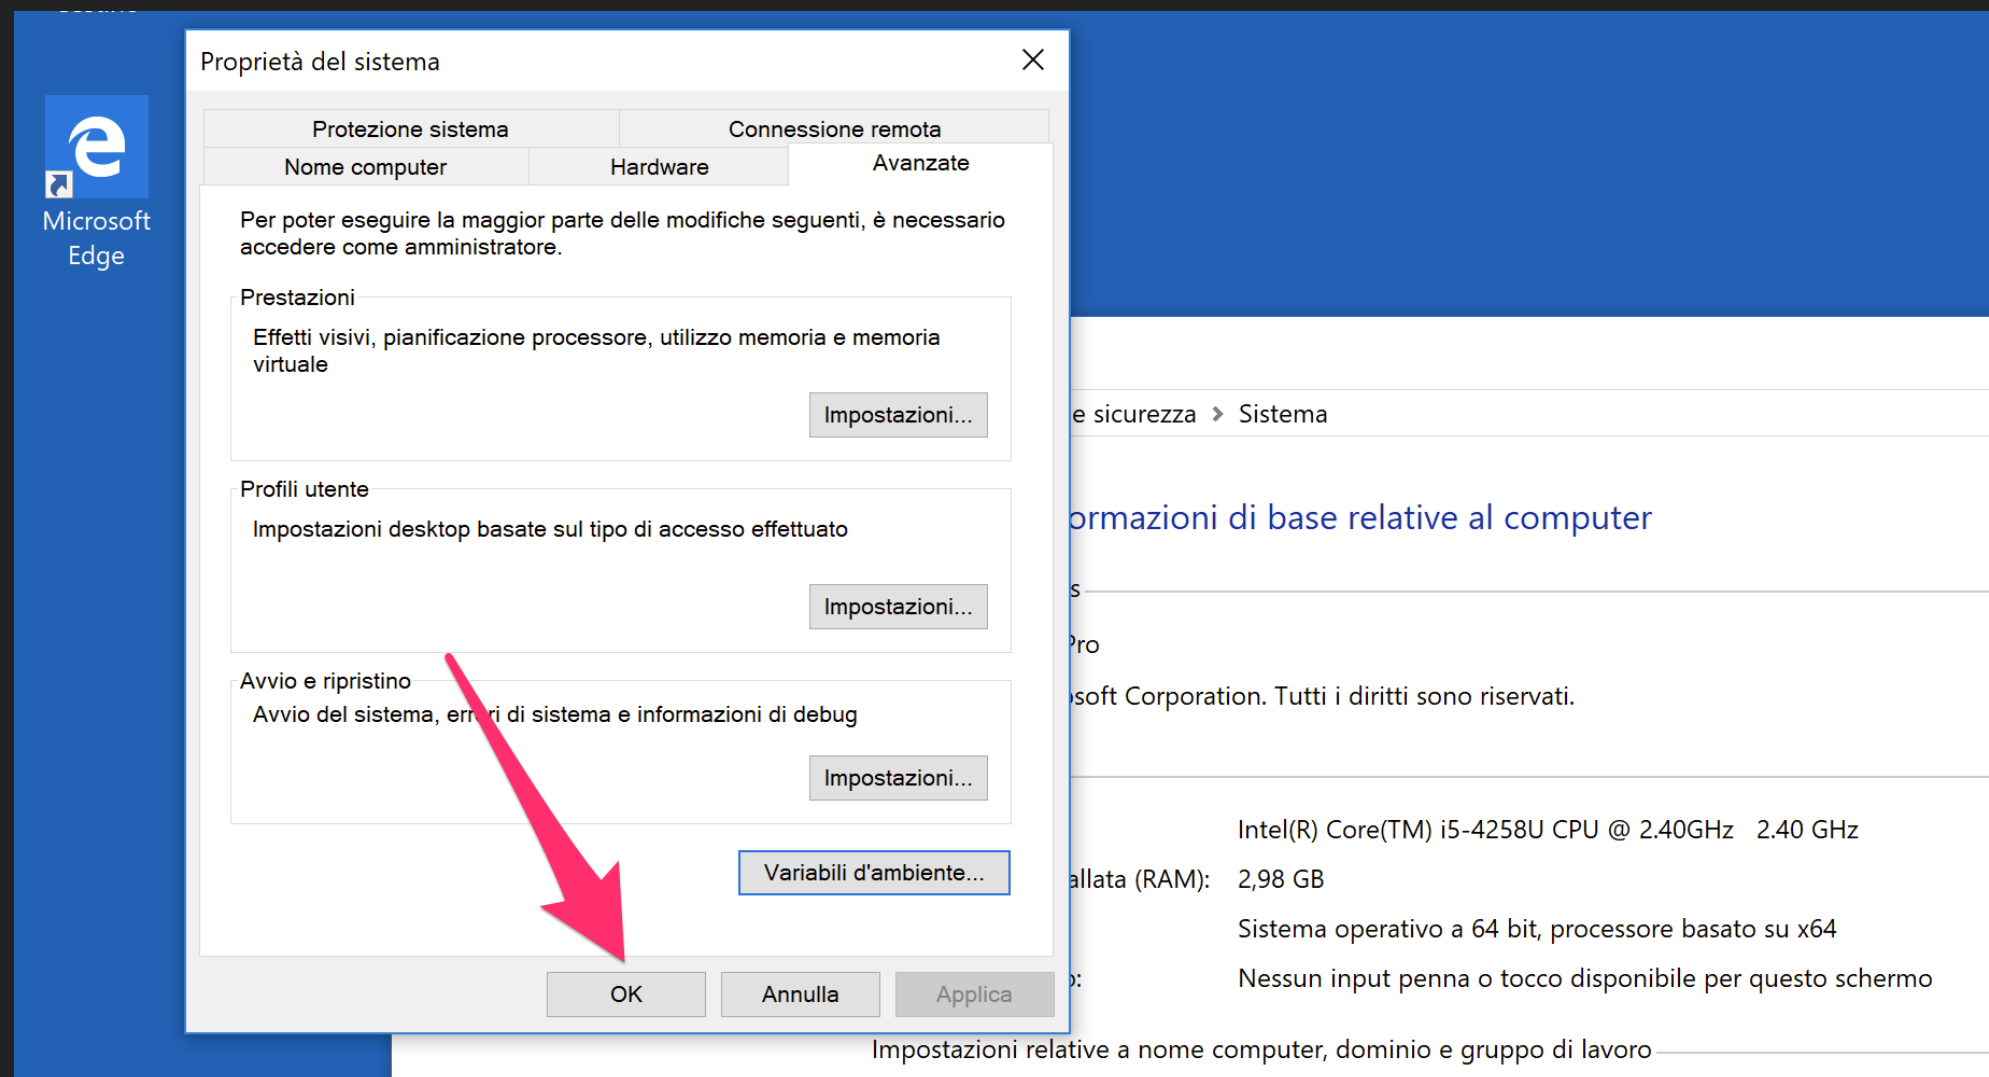 Microsoft
Edge
Proprietà del sistema
Protezione sistema
Connessione remota
Nome computer
Hardware
Avanzate
Per poter eseguire la maggior parte delle modifiche seguenti, è necessario
accedere come amministratore.
Prestazioni
Effetti visivi, pianificazione processore, utilizzo memoria e memoria
virtuale
Impostazioni...
Profili utente
Impostazioni desktop basate sul tipo di accesso effettuato
Impostazioni...
Avvio e ripristino
Avvio del sistema, errori di sistema e informazioni di debug
Impostazioni...
Variabili d'ambiente...
OK
Annulla
Applica
e sicurezza > Sistema
ormazioni di base relative al computer
s
Pro
osoft Corporation. Tutti i diritti sono riservati.
Intel(R) Core(TM) i5-4258U CPU @ 2.40GHz 2.40 GHz
allata (RAM): 2,98 GB
Sistema operativo a 64 bit, processore basato su x64
o: Nessun input penna o tocco disponibile per questo schermo
Impostazioni relative a nome computer, dominio e gruppo di lavoro